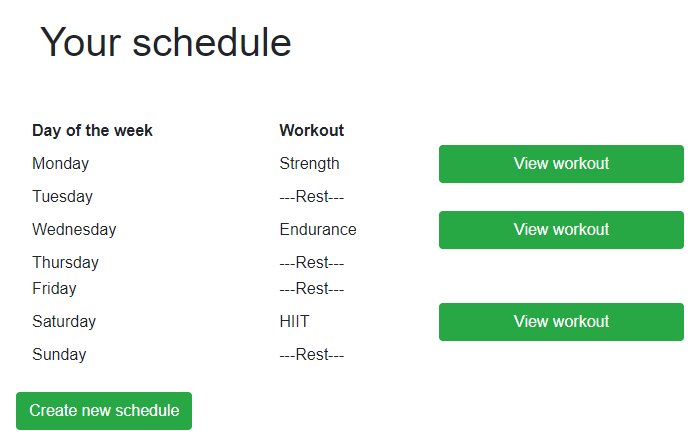 Your schedule
Day of the week Workout
Monday Strength View workout
Tuesday ---Rest---
Wednesday Endurance View workout
Thursday ---Rest---
Friday ---Rest---
Saturday HIIT View workout
Sunday ---Rest---
Create new schedule